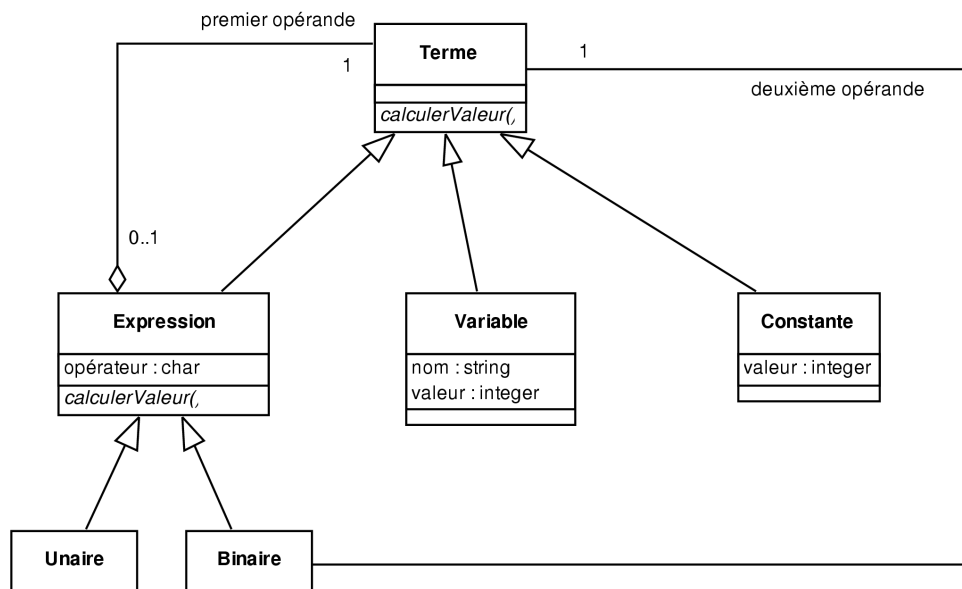 premier opérande
1
Terme
1
deuxième opérande
calculerValeur(,
0..1
Expression
opérateur : char
calculerValeur(,
Variable
nom : string
valeur : integer
Constante
valeur : integer
Unaire
Binaire